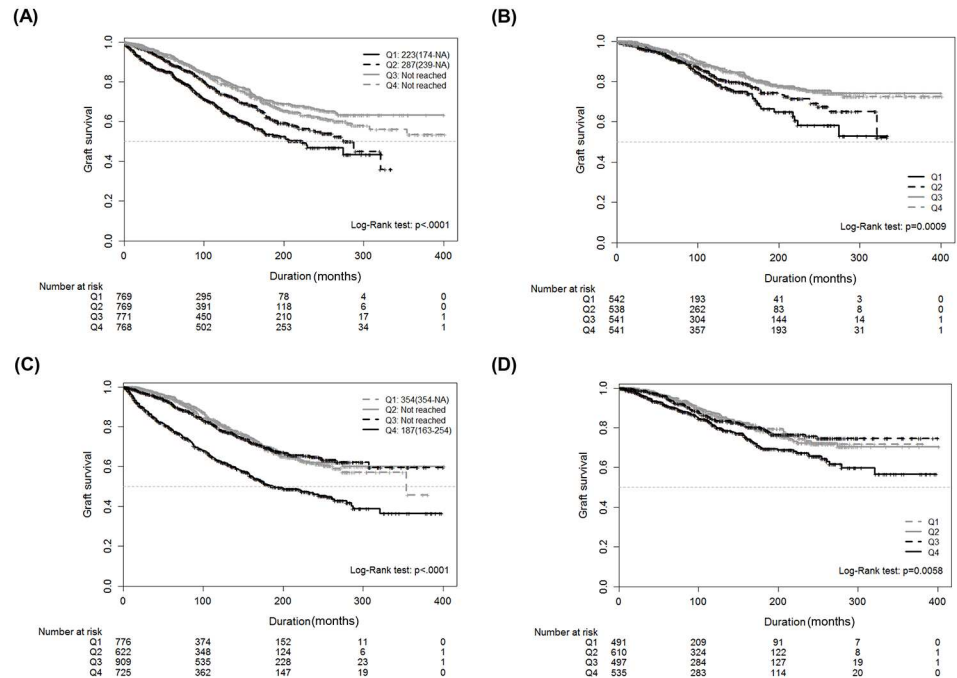 (A)
Graft survival
1.0
0.8
0.6
0.4
0.2
0.0
Q1: 223(174-NA)
Q2: 287(239-NA)
Q3: Not reached
Q4: Not reached
Log-Rank test: p<.0001
0 100 200 300 400
Duration (months)
Number at risk
Q1 769 295 78 4 0
Q2 769 391 118 6 0
Q3 771 450 210 17 1
Q4 768 502 253 34 1
(B)
Graft survival
1.0
0.8
0.6
0.4
0.2
0.0
Q1
Q2
Q3
Q4
Log-Rank test: p=0.0009
0 100 200 300 400
Duration (months)
Number at risk
Q1 542 193 41 3 0
Q2 538 262 83 8 0
Q3 541 304 144 14 1
Q4 541 357 193 31 1
(C)
Graft survival
1.0
0.8
0.6
0.4
0.2
0.0
Q1: 354(354-NA)
Q2: Not reached
Q3: Not reached
Q4: 187(163-254)
Log-Rank test: p<.0001
0 100 200 300 400
Duration (months)
Number at risk
Q1 776 374 152 11 0
Q2 622 348 124 6 1
Q3 909 535 228 23 1
Q4 725 362 147 19 0
(D)
Graft survival
1.0
0.8
0.6
0.4
0.2
0.0
Q1
Q2
Q3
Q4
Log-Rank test: p=0.0058
0 100 200 300 400
Duration (months)
Number at risk
Q1 491 209 91 7 0
Q2 610 324 122 8 1
Q3 497 284 127 19 1
Q4 535 283 114 20 0